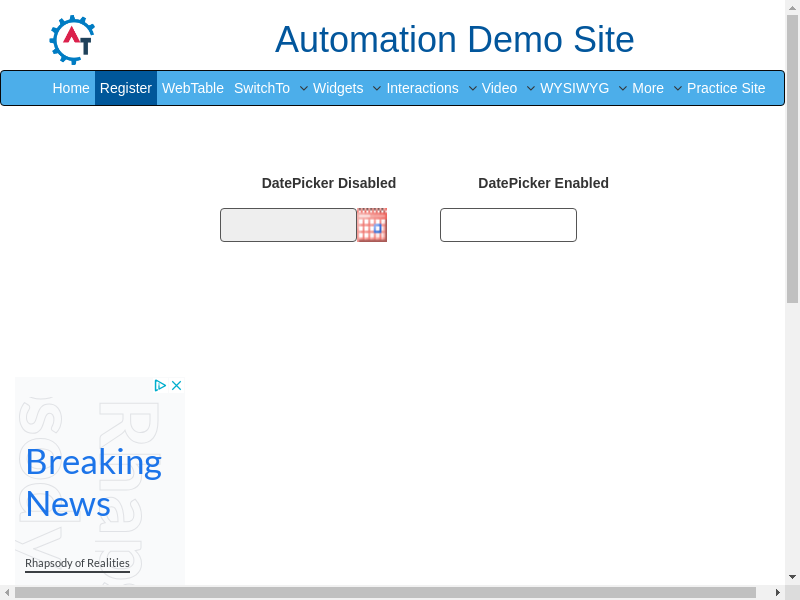 AT
Automation Demo Site
Home Register WebTable SwitchTo Widgets Interactions Video WYSIWYG More Practice Site
DatePicker Disabled DatePicker Enabled
Breaking
News
Rhapsody of Realities